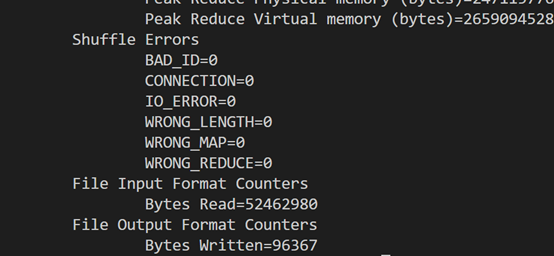 Peak Reduce Physical memory (bytes)=247115776
Peak Reduce Virtual memory (bytes)=2659094528
Shuffle Errors
BAD_ID=0
CONNECTION=0
IO_ERROR=0
WRONG_LENGTH=0
WRONG_MAP=0
WRONG_REDUCE=0
File Input Format Counters
Bytes Read=52462980
File Output Format Counters
Bytes Written=96367